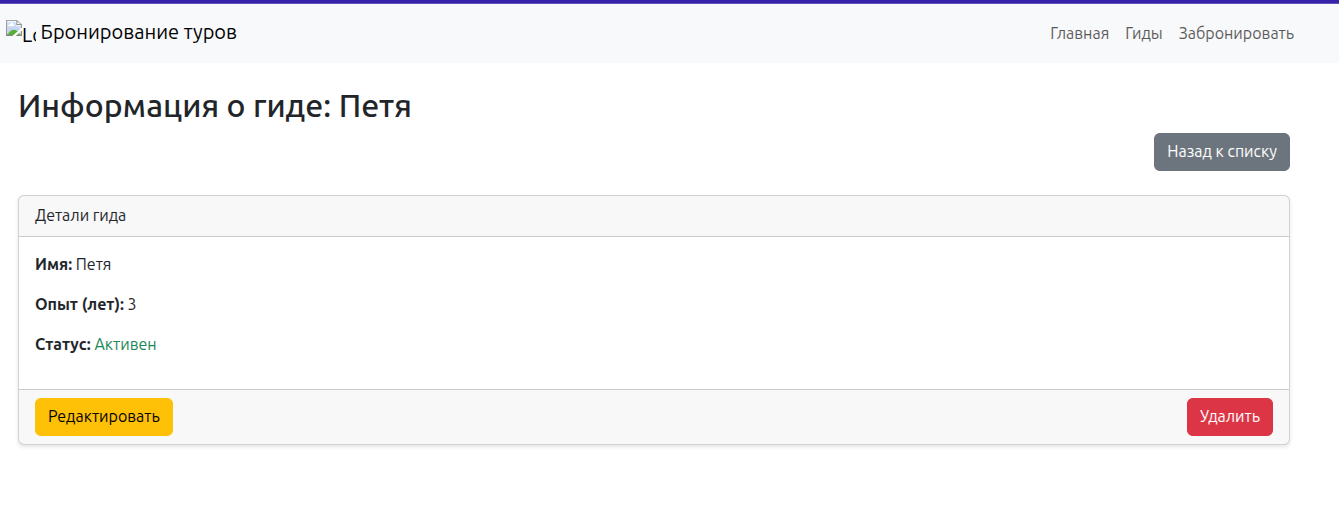 Бронирование туров
Главная Гиды Забронировать
Информация о гиде: Петя
Назад к списку
Детали гида
Имя: Петя
Опыт (лет): 3
Статус: Активен
Редактировать Удалить